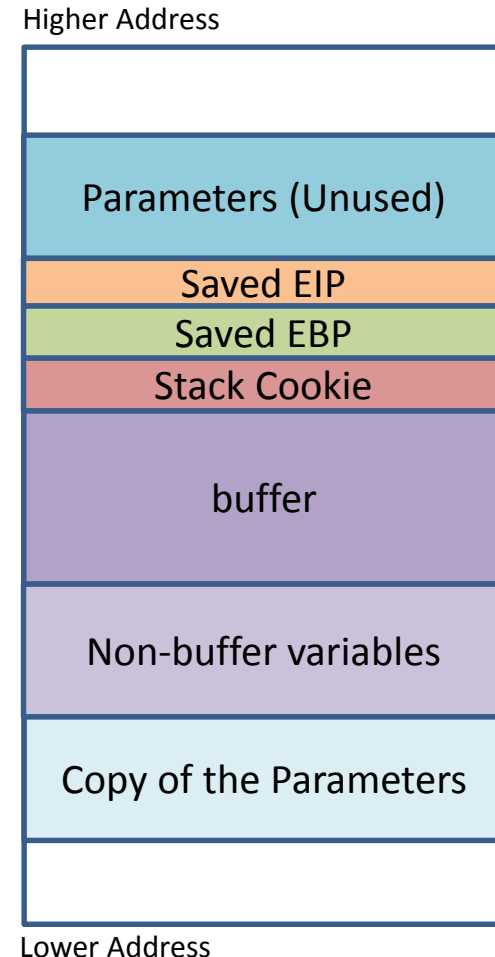 Higher Address
Parameters (Unused)
Saved EIP
Saved EBP
Stack Cookie
buffer
Non-buffer variables
Copy of the Parameters
Lower Address